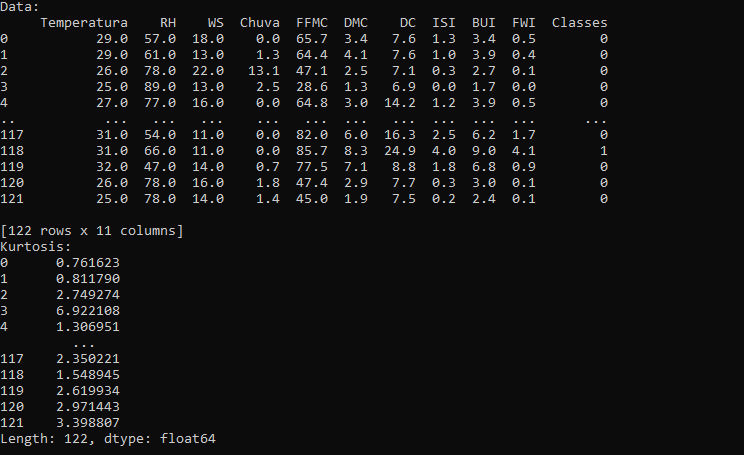 Data:
     Temperatura    RH    WS  Chuva  FFMC  DMC    DC  ISI  BUI  FWI  Classes
0           29.0  57.0  18.0    0.0  65.7  3.4   7.6  1.3  3.4  0.5        0
1           29.0  61.0  13.0    1.3  64.4  4.1   7.6  1.0  3.9  0.4        0
2           26.0  78.0  22.0   13.1  47.1  2.5   7.1  0.3  2.7  0.1        0
3           25.0  89.0  13.0    2.5  28.6  1.3   6.9  0.0  1.7  0.0        0
4           27.0  77.0  16.0    0.0  64.8  3.0  14.2  1.2  3.9  0.5        0
..           ...   ...   ...    ...   ...  ...   ...  ...  ...  ...      ...
117         31.0  54.0  11.0    0.0  82.0  6.0  16.3  2.5  6.2  1.7        0
118         31.0  66.0  11.0    0.0  85.7  8.3  24.9  4.0  9.0  4.1        1
119         32.0  47.0  14.0    0.7  77.5  7.1   8.8  1.8  6.8  0.9        0
120         26.0  78.0  16.0    1.8  47.4  2.9   7.7  0.3  3.0  0.1        0
121         25.0  78.0  14.0    1.4  45.0  1.9   7.5  0.2  2.4  0.1        0
[122 rows x 11 columns]
Kurtosis:
0      0.761623
1      0.811790
2      2.749274
3      6.922108
4      1.306951
         ...
117    2.350221
118    1.548945
119    2.619934
120    2.971443
121    3.398807
Length: 122, dtype: float64